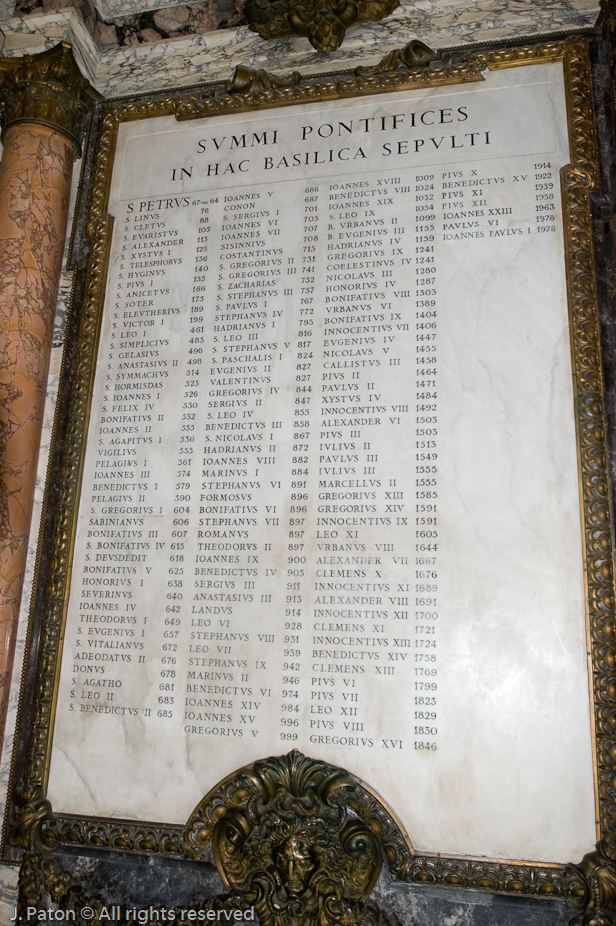 SVMMI PONTIFICES
IN HAC BASILICA SEPVLTI
S. PETRVS 67 vel 64
S. LINVS 76
S. CLETVS 88
S. EVARISTVS 105
S. ALEXANDER 115
S. XYSTVS I 125
S. TELESPHORVS 136
S. HYGINVS 140
S. PIVS I 155
S. ANICETVS 166
S. SOTER 175
S. ELEVTHERIVS 189
S. VICTOR I 199
S. LEO I 461
S. SIMPLICIVS 483
S. GELASIVS 496
S. ANASTASIVS II 498
S. SYMMACHVS 514
S. HORMISDAS 523
S. IOANNES I 526
S. FELIX IV 530
BONIFATIVS II 532
IOANNES II 535
S. AGAPITVS I 536
VIGILIVS 555
PELAGIVS I 561
IOANNES III 574
BENEDICTVS I 579
PELAGIVS II 590
S. GREGORIVS I 604
SABINIANVS 606
BONIFATIVS III 607
S. BONIFATIVS IV 615
S. DEVSDEDIT 618
BONIFATIVS V 625
HONORIVS I 638
SEVERINVS 640
IOANNES IV 642
THEODORVS I 649
S. EVGENIVS I 657
S. VITALIANVS 672
ADEODATVS II 676
DONVS 678
S. AGATHO 681
S. LEO II 683
S. BENEDICTVS II 685
IOANNES V 686
CONON 687
S. SERGIVS I 701
IOANNES VI 705
IOANNES VII 707
SISINNIVS 708
COSTANTINVS 715
S. GREGORIVS II 731
S. GREGORIVS III 741
S. ZACHARIAS 752
S. STEPHANVS III 757
S. PAVLVS I 767
STEPHANVS IV 772
HADRIANVS I 795
S. LEO III 816
S. STEPHANVS V 817
S. PASCHALIS I 824
EVGENIVS II 827
VALENTINVS 827
GREGORIVS IV 844
SERGIVS II 847
S. LEO IV 855
BENEDICTVS III 858
S. NICOLAVS I 867
HADRIANVS II 872
IOANNES VIII 882
MARINVS I 884
STEPHANVS VI 891
FORMOSVS 896
BONIFATIVS VI 896
STEPHANVS VII 897
ROMANVS 897
THEODORVS II 897
IOANNES IX 900
BENEDICTVS IV 903
SERGIVS III 911
ANASTASIVS III 913
LANDVS 914
LEO VI 928
STEPHANVS VIII 931
LEO VII 939
STEPHANVS IX 942
MARINVS II 946
BENEDICTVS VI 974
IOANNES XIV 984
IOANNES XV 996
GREGORIVS V 999
IOANNES XVIII 1009
BENEDICTVS VIII 1024
IOANNES XIX 1032
S. LEO IX 1054
B. VRBANVS II 1099
B. EVGENIVS III 1153
HADRIANVS IV 1159
GREGORIVS IX 1241
COELESTINVS IV 1241
NICOLAVS III 1280
HONORIVS IV 1287
BONIFATIVS VIII 1303
VRBANVS VI 1389
BONIFATIVS IX 1404
INNOCENTIVS VII 1406
EVGENIVS IV 1447
NICOLAVS V 1455
CALLISTVS III 1458
PIVS II 1464
PAVLVS II 1471
XYSTVS IV 1484
INNOCENTIVS VIII 1492
ALEXANDER VI 1503
PIVS III 1503
IVLIVS II 1513
PAVLVS III 1549
IVLIVS III 1555
MARCELLVS II 1555
GREGORIVS XIII 1585
GREGORIVS XIV 1591
INNOCENTIVS IX 1591
LEO XI 1605
VRBANVS VIII 1644
ALEXANDER VII 1667
CLEMENS X 1676
INNOCENTIVS XI 1689
ALEXANDER VIII 1691
INNOCENTIVS XII 1700
CLEMENS XI 1721
INNOCENTIVS XIII 1724
BENEDICTVS XIV 1758
CLEMENS XIII 1769
PIVS VI 1799
PIVS VII 1823
LEO XII 1829
PIVS VIII 1830
GREGORIVS XVI 1846
PIVS X 1914
BENEDICTVS XV 1922
PIVS XI 1939
PIVS XII 1958
IOANNES XXIII 1963
PAVLVS VI 1978
IOANNES PAVLVS I 1978
J. Paton © All rights reserved